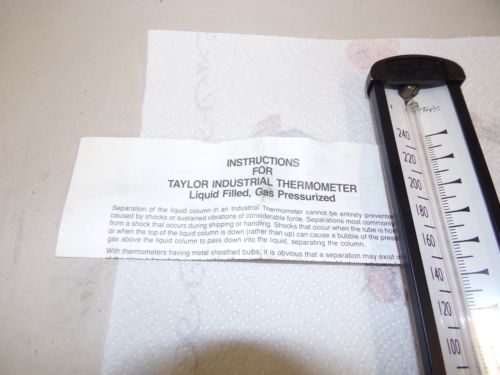 INSTRUCTIONS
FOR
TAYLOR INDUSTRIAL THERMOMETER
Liquid Filled, Gas Pressurized
Separation of the liquid column in an Industrial Thermometer cannot be entirely prevented
caused by shocks or sustained vibrations of considerable force. Separations most commonly
from a shock that occurs during shipping or handling. Shocks that occur when the tube is
or when the top of the liquid column is down (rather than up) can cause a bubble of the
gas above the liquid column to pass down into the liquid, separating the column.
With thermometers having metal sheathed bulbs, it is obvious that a separation may exist
Taylor
240
220
200
180
160
140
120
100